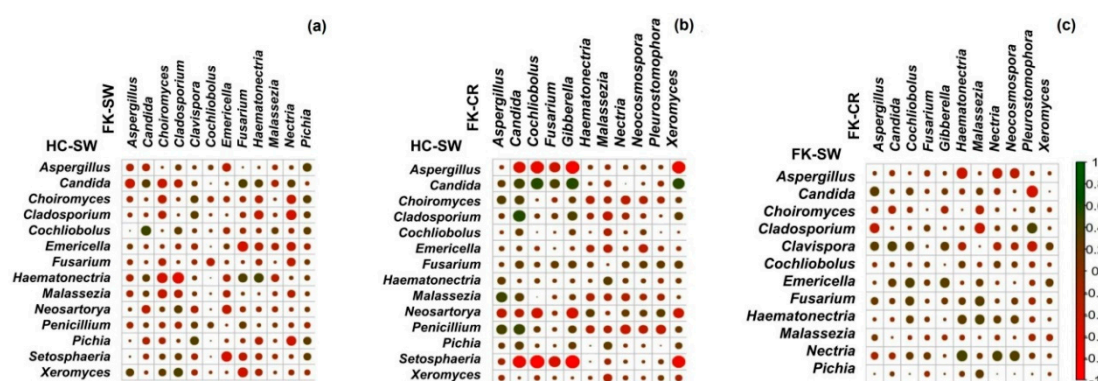 (a)
FK-SW
HC-SW
Aspergillus
Candida
Choiromyces
Cladosporium
Clavispora
Cochliobolus
Emericella
Fusarium
Haematonectria
Malassezia
Nectria
Pichia
Aspergillus
Candida
Choiromyces
Cladosporium
Cochliobolus
Emericella
Fusarium
Haematonectria
Malassezia
Neosartorya
Penicillium
Pichia
Setosphaeria
Xeromyces
(b)
FK-CR
HC-SW
Aspergillus
Candida
Cochliobolus
Fusarium
Gibberella
Haematonectria
Malassezia
Nectria
Neocosmospora
Pleurostomophora
Xeromyces
Aspergillus
Candida
Choiromyces
Cladosporium
Cochliobolus
Emericella
Fusarium
Haematonectria
Malassezia
Neosartorya
Penicillium
Pichia
Setosphaeria
Xeromyces
(c)
FK-CR
FK-SW
Aspergillus
Candida
Cochliobolus
Fusarium
Gibberella
Haematonectria
Malassezia
Nectria
Neocosmospora
Pleurostomophora
Xeromyces
Aspergillus
Candida
Choiromyces
Cladosporium
Clavispora
Cochliobolus
Emericella
Fusarium
Haematonectria
Malassezia
Nectria
Pichia